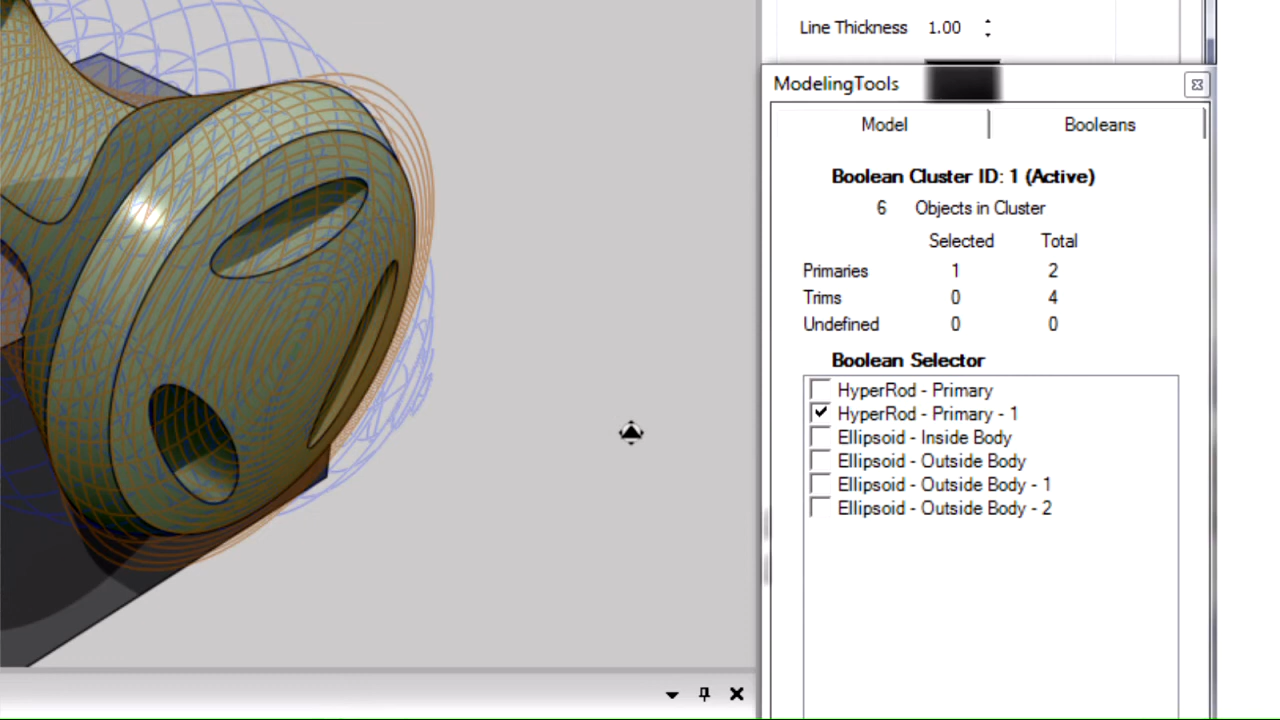 Line Thickness 1.00
ModelingTools
Model Booleans
Boolean Cluster ID: 1 (Active)
6 Objects in Cluster
Selected Total
Primaries 1 2
Trims 0 4
Undefined 0 0
Boolean Selector
HyperRod - Primary
HyperRod - Primary - 1
Ellipsoid - Inside Body
Ellipsoid - Outside Body
Ellipsoid - Outside Body - 1
Ellipsoid - Outside Body - 2